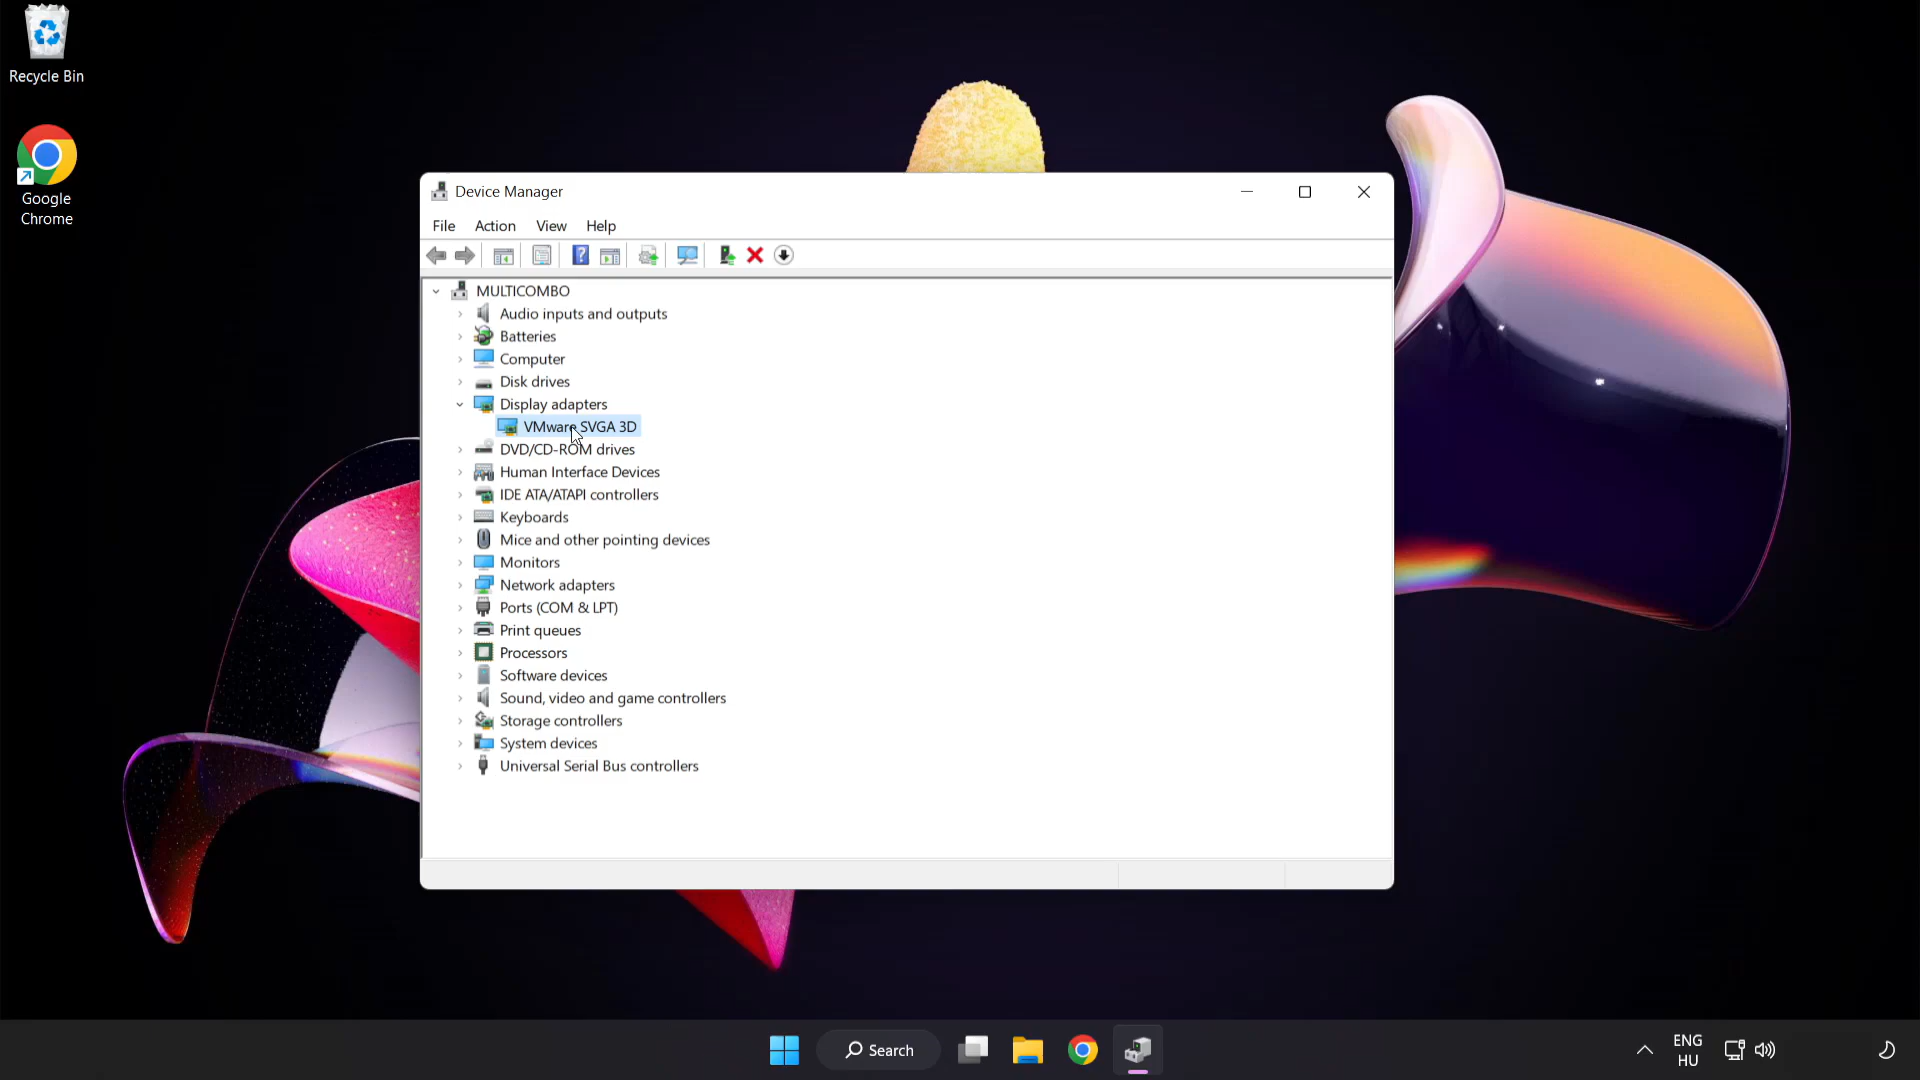 Recycle Bin
Google
Chrome
Device Manager
File Action View Help
MULTICOMBO
Audio inputs and outputs
Batteries
Computer
Disk drives
Display adapters
VMware SVGA 3D
DVD/CD-ROM drives
Human Interface Devices
IDE ATA/ATAPI controllers
Keyboards
Mice and other pointing devices
Monitors
Network adapters
Ports (COM & LPT)
Print queues
Processors
Software devices
Sound, video and game controllers
Storage controllers
System devices
Universal Serial Bus controllers
Search
ENG
HU